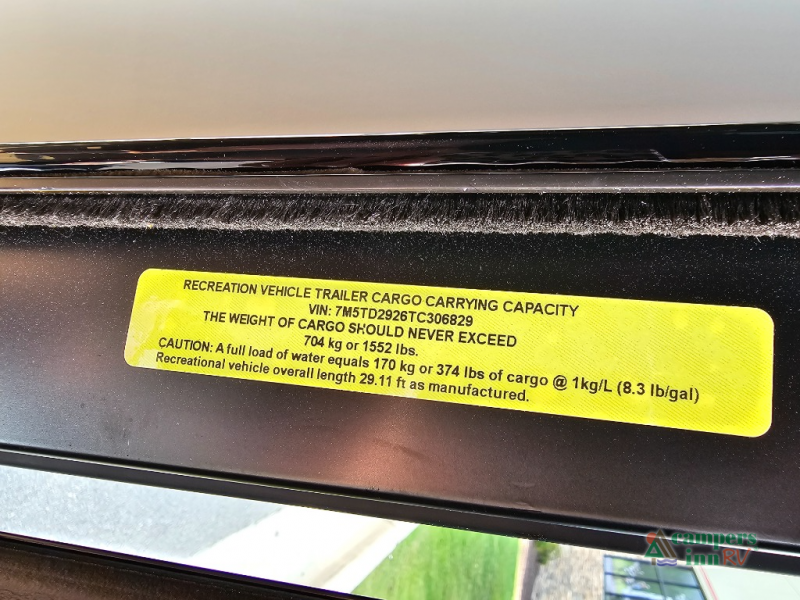 RECREATION VEHICLE TRAILER CARGO CARRYING CAPACITY
VIN: 7M5TD2926TC306829
THE WEIGHT OF CARGO SHOULD NEVER EXCEED
704 kg or 1552 lbs.
CAUTION: A full load of water equals 170 kg or 374 lbs of cargo @ 1kg/L (8.3 lb/gal)
Recreational vehicle overall length 29.11 ft as manufactured.
campers
inn RV